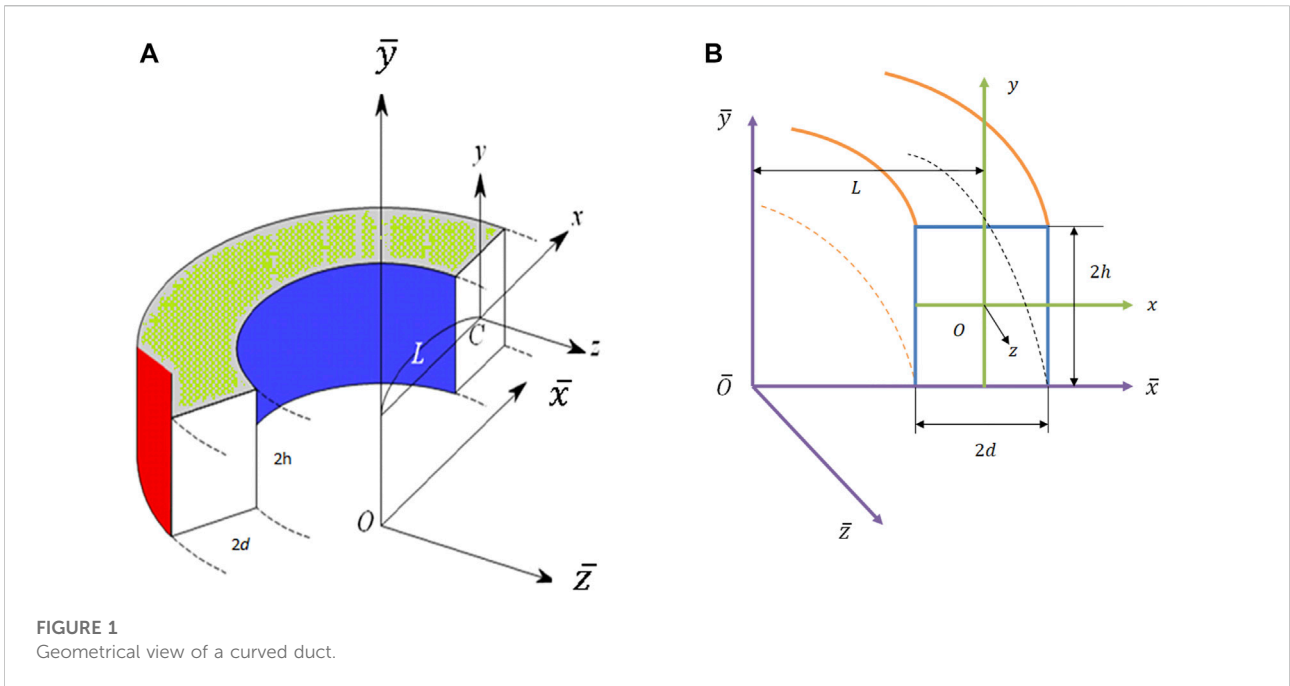 A
ȳ
y
x
C
z
L
x̄
2h
O
2d
z̄
B
y
ȳ
L
2h
x
O
z
Ō
x̄
2d
z̄
FIGURE 1
Geometrical view of a curved duct.